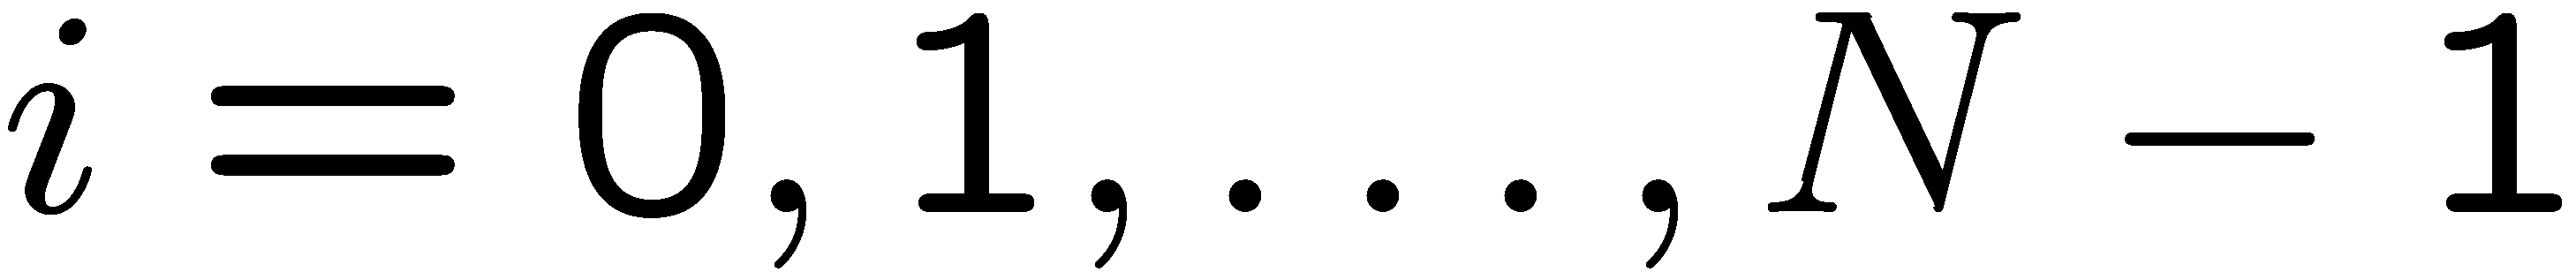 i = 0, 1, . . . , N − 1